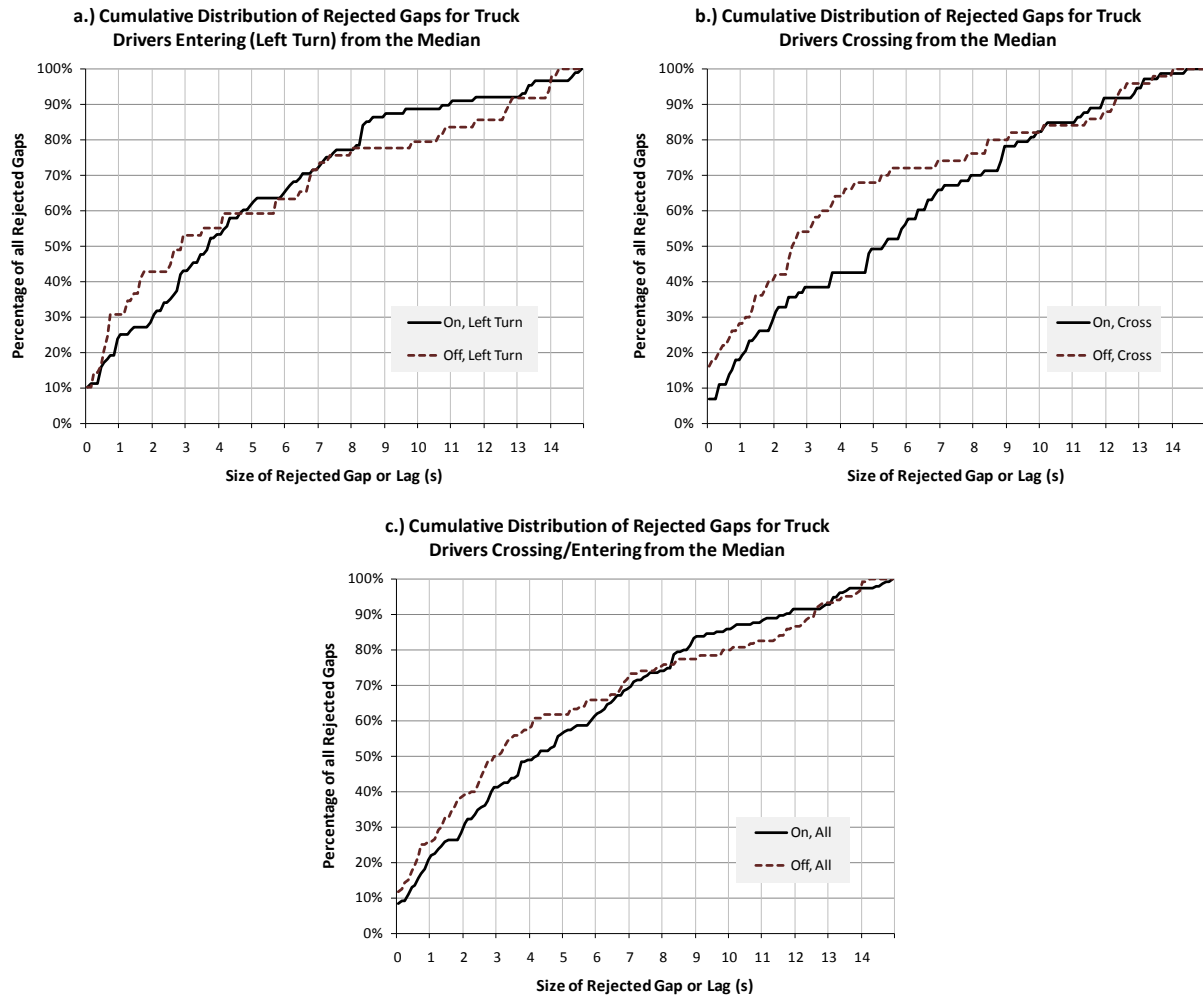 a.) Cumulative Distribution of Rejected Gaps for Truck
Drivers Entering (Left Turn) from the Median
100%
90%
80%
70%
60%
50%
40%
30%
20%
10%
0%
Percentage of all Rejected Gaps
On, Left Turn
Off, Left Turn
0 1 2 3 4 5 6 7 8 9 10 11 12 13 14
Size of Rejected Gap or Lag (s)
b.) Cumulative Distribution of Rejected Gaps for Truck
Drivers Crossing from the Median
100%
90%
80%
70%
60%
50%
40%
30%
20%
10%
0%
Percentage of all Rejected Gaps
On, Cross
Off, Cross
0 1 2 3 4 5 6 7 8 9 10 11 12 13 14
Size of Rejected Gap or Lag (s)
c.) Cumulative Distribution of Rejected Gaps for Truck
Drivers Crossing/Entering from the Median
100%
90%
80%
70%
60%
50%
40%
30%
20%
10%
0%
Percentage of all Rejected Gaps
On, All
Off, All
0 1 2 3 4 5 6 7 8 9 10 11 12 13 14
Size of Rejected Gap or Lag (s)